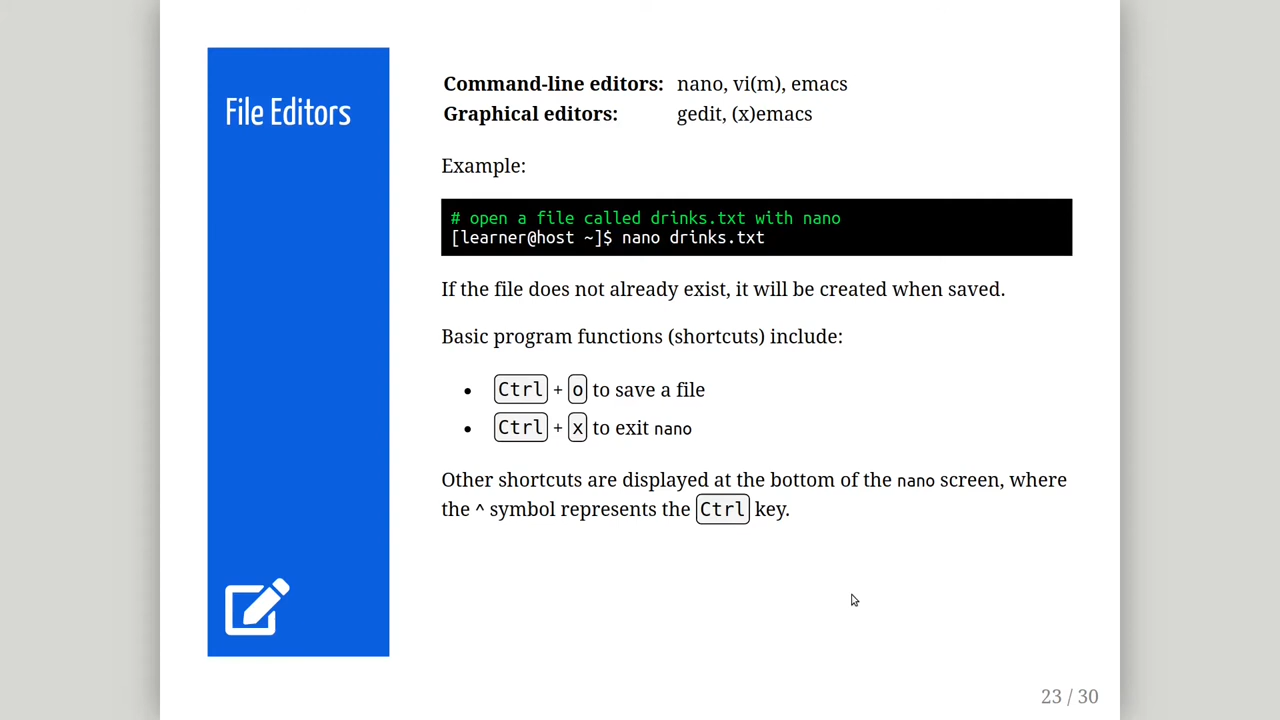 File Editors
Command-line editors: nano, vi(m), emacs
Graphical editors: gedit, (x)emacs
Example:
# open a file called drinks.txt with nano
[learner@host ~]$ nano drinks.txt
If the file does not already exist, it will be created when saved.
Basic program functions (shortcuts) include:
• Ctrl + o to save a file
• Ctrl + x to exit nano
Other shortcuts are displayed at the bottom of the nano screen, where
the ^ symbol represents the Ctrl key.
23 / 30